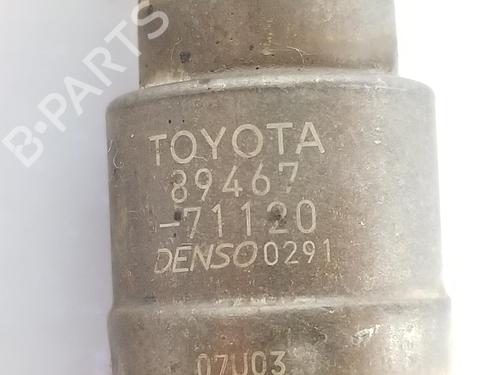 B-PARTS
TOYOTA
89467
-71120
DENSO 0291
07U03